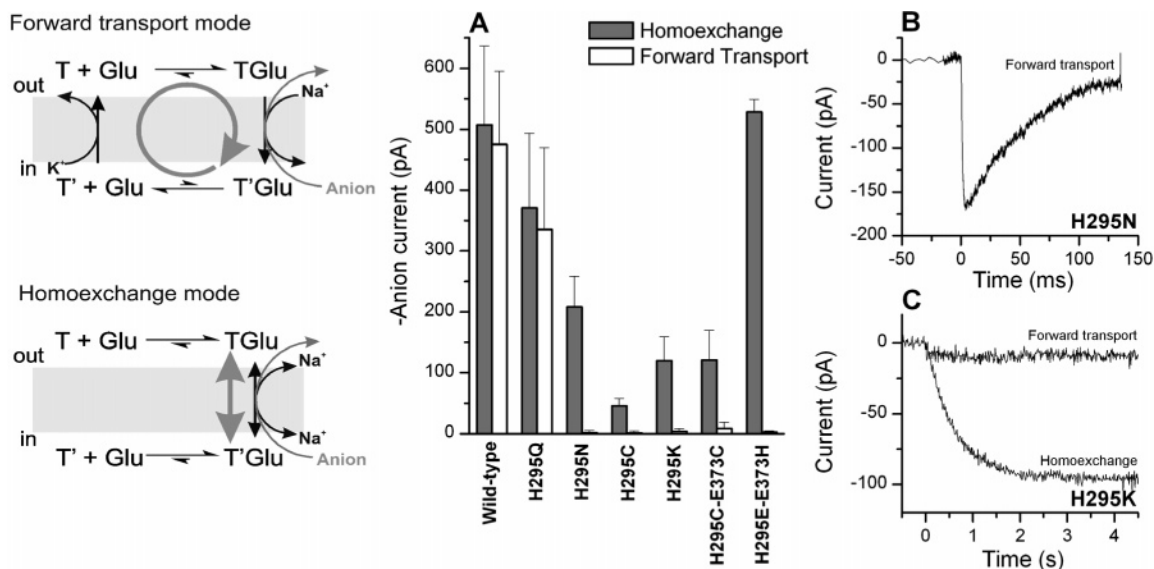 Forward transport mode
T + Glu TGlu
out
Na⁺
in K⁺
T' + Glu T'Glu
Anion
Homoexchange mode
T + Glu TGlu
out
Na⁺
in
Na⁺
T' + Glu T'Glu
Anion
A
Homoexchange
Forward Transport
-Anion current (pA)
600
500
400
300
200
100
0
Wild-type
H295Q
H295N
H295C
H295K
H295C-E373C
H295E-E373H
B
Forward transport
Current (pA)
0
-50
-100
-150
-200
H295N
-50 0 50 100 150
Time (ms)
C
Forward transport
Current (pA)
0
-50
-100
Homoexchange
H295K
0 1 2 3 4
Time (s)